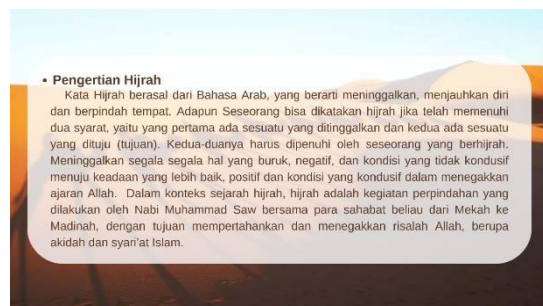 • Pengertian Hijrah
Kata Hijrah berasal dari Bahasa Arab, yang berarti meninggalkan, menjauhkan diri
dan berpindah tempat. Adapun Seseorang bisa dikatakan hijrah jika telah memenuhi
dua syarat, yaitu yang pertama ada sesuatu yang ditinggalkan dan kedua ada sesuatu
yang dituju (tujuan). Kedua-duanya harus dipenuhi oleh seseorang yang berhijrah.
Meninggalkan segala segala hal yang buruk, negatif, dan kondisi yang tidak kondusif
menuju keadaan yang lebih baik, positif dan kondisi yang kondusif dalam menegakkan
ajaran Allah. Dalam konteks sejarah hijrah, hijrah adalah kegiatan perpindahan yang
dilakukan oleh Nabi Muhammad Saw bersama para sahabat beliau dari Mekah ke
Madinah, dengan tujuan mempertahankan dan menegakkan risalah Allah, berupa
akidah dan syari'at Islam.